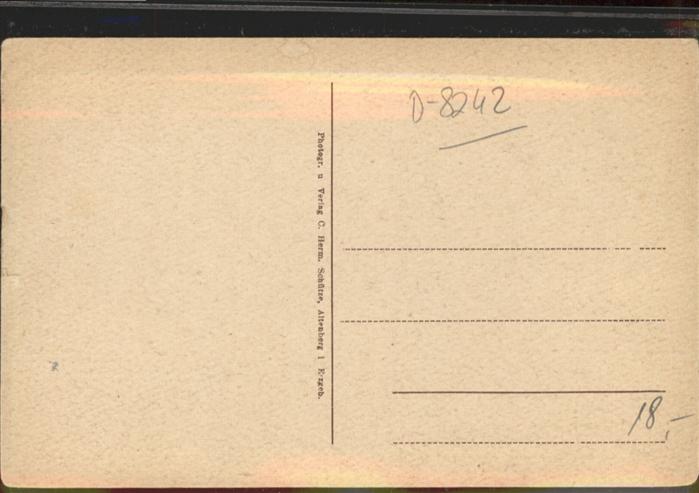 D-8242
Photogr. u Verlag C. Herm. Schütze, Altenberg i Erzgeb.
18,-